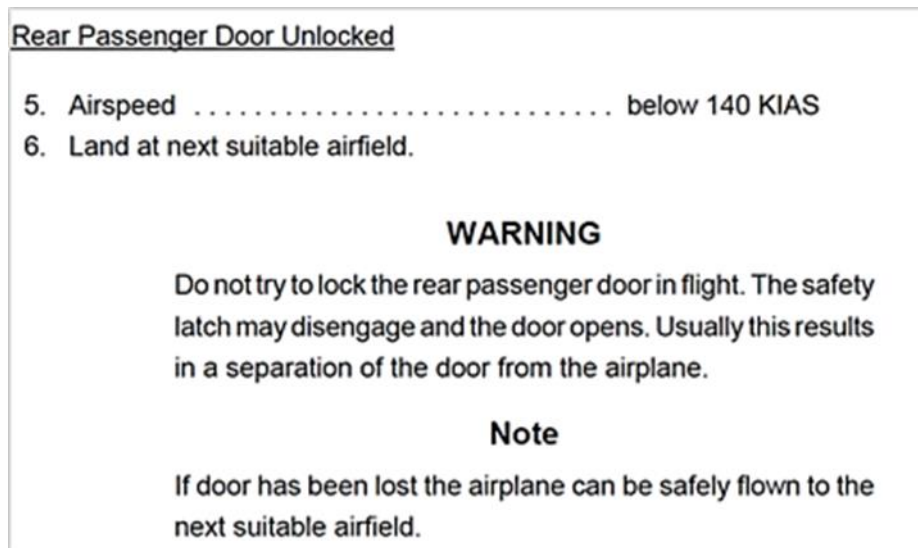 Rear Passenger Door Unlocked
5. Airspeed ............................. below 140 KIAS
6. Land at next suitable airfield.
WARNING
Do not try to lock the rear passenger door in flight. The safety
latch may disengage and the door opens. Usually this results
in a separation of the door from the airplane.
Note
If door has been lost the airplane can be safely flown to the
next suitable airfield.